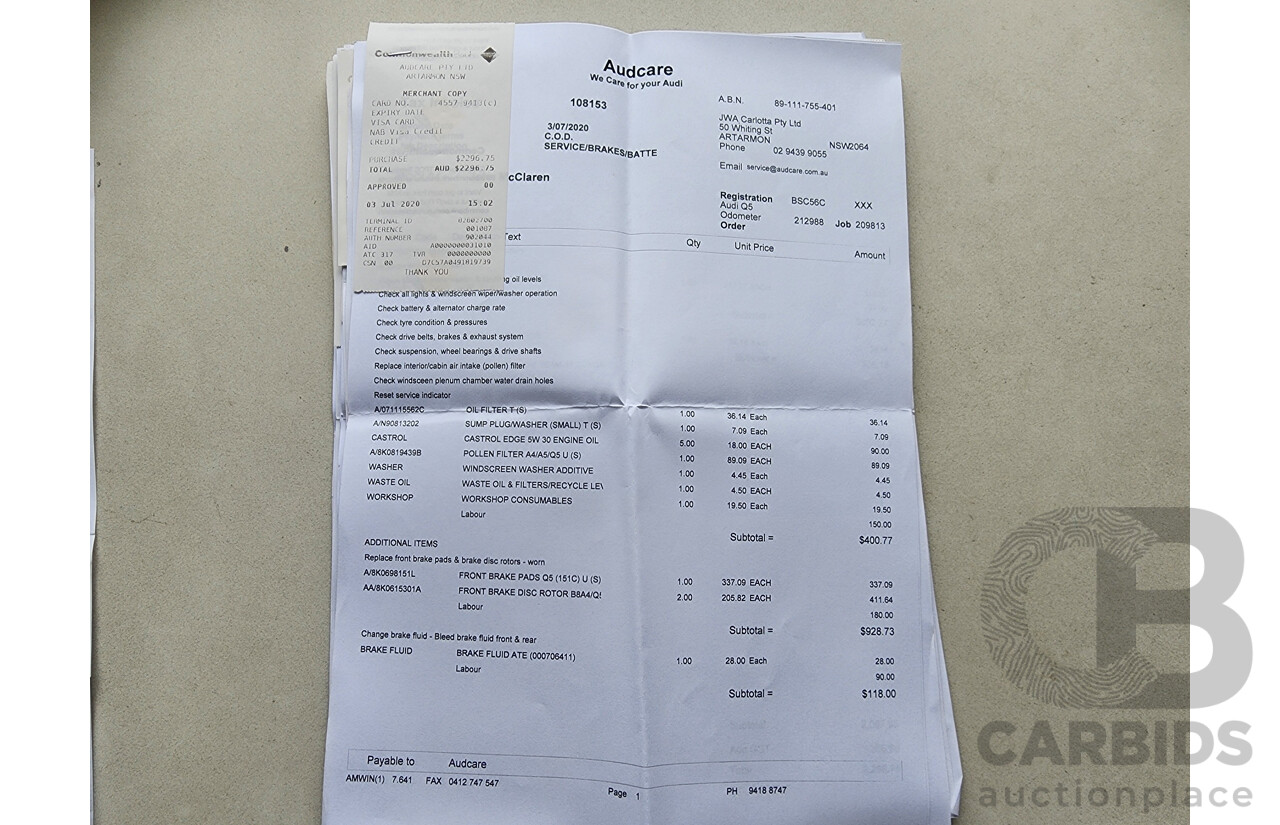 Commonwealth
AUDCARE PTY LTD
ARTARMON NSW
MERCHANT COPY
CARD NO. 4557-941 (c)
EXPIRY DATE
VISA CARD
NAB Visa Credit
CREDIT
PURCHASE $2296.75
TOTAL AUD $2296.75
APPROVED 00
03 Jul 2020 15:02
TERMINAL ID 02002700
REFERENCE 001087
AUTH NUMBER 902044
AID A0000000031010
ATC 317 TVR 0000000000
CSN 00 D7C57A0491819739
THANK YOU
Audcare
We Care for your Audi
108153
3/07/2020
C.O.D.
SERVICE/BRAKES/BATTE
cClaren
A.B.N. 89-111-755-401
JWA Carlotta Pty Ltd
50 Whiting St
ARTARMON NSW2064
Phone 02 9439 9055
Email service@audcare.com.au
Registration BSC56C XXX
Audi Q5
Odometer 212988 Job 209813
Order
Text Qty Unit Price Amount
ng oil levels
Check all lights & windscreen wiper/washer operation
Check battery & alternator charge rate
Check tyre condition & pressures
Check drive belts, brakes & exhaust system
Check suspension, wheel bearings & drive shafts
Replace interior/cabin air intake (pollen) filter
Check windsceen plenum chamber water drain holes
Reset service indicator
A/071115562C OIL FILTER T (S) 1.00 36.14 Each 36.14
A/N90813202 SUMP PLUG/WASHER (SMALL) T (S) 1.00 7.09 Each 7.09
CASTROL CASTROL EDGE 5W 30 ENGINE OIL 5.00 18.00 EACH 90.00
A/8K0819439B POLLEN FILTER A4/A5/Q5 U (S) 1.00 89.09 EACH 89.09
WASHER WINDSCREEN WASHER ADDITIVE 1.00 4.45 Each 4.45
WASTE OIL WASTE OIL & FILTERS/RECYCLE LEV 1.00 4.50 EACH 4.50
WORKSHOP WORKSHOP CONSUMABLES 1.00 19.50 Each 19.50
Labour 150.00
Subtotal = $400.77
ADDITIONAL ITEMS
Replace front brake pads & brake disc rotors - worn
A/8K0698151L FRONT BRAKE PADS Q5 (151C) U (S) 1.00 337.09 EACH 337.09
AA/8K0615301A FRONT BRAKE DISC ROTOR B8A4/Q5 2.00 205.82 EACH 411.64
Labour 180.00
Subtotal = $928.73
Change brake fluid - Bleed brake fluid front & rear
BRAKE FLUID BRAKE FLUID ATE (000706411) 1.00 28.00 Each 28.00
Labour 90.00
Subtotal = $118.00
Payable to Audcare
AMWIN(1) 7.641 FAX 0412 747 547 Page 1 PH 9418 8747
CB
CARBIDS
auctionplace